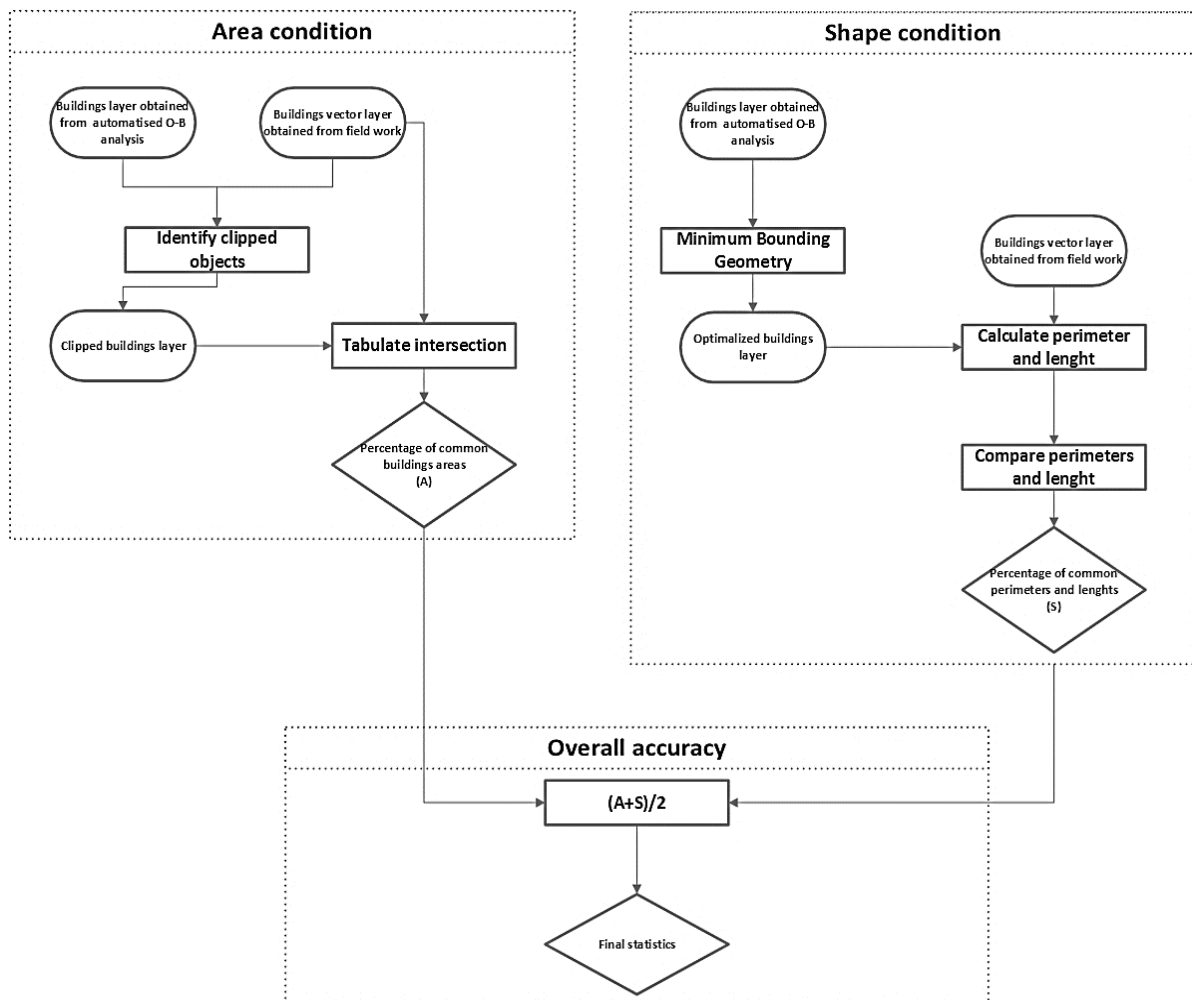 Area condition
Buildings layer obtained
from  automatised O-B
analysis
Buildings vector layer
obtained from field work
Identify clipped
objects
Clipped buildings layer
Tabulate intersection
Percentage of common
buildings areas
(A)
Shape condition
Buildings layer obtained
from automatised O-B
analysis
Minimum Bounding
Geometry
Buildings vector layer
obtained from field work
Optimalized buildings
layer
Calculate perimeter
and lenght
Compare perimeters
and lenght
Percentage of common
perimeters and lenghts
(S)
Overall accuracy
(A+S)/2
Final statistics